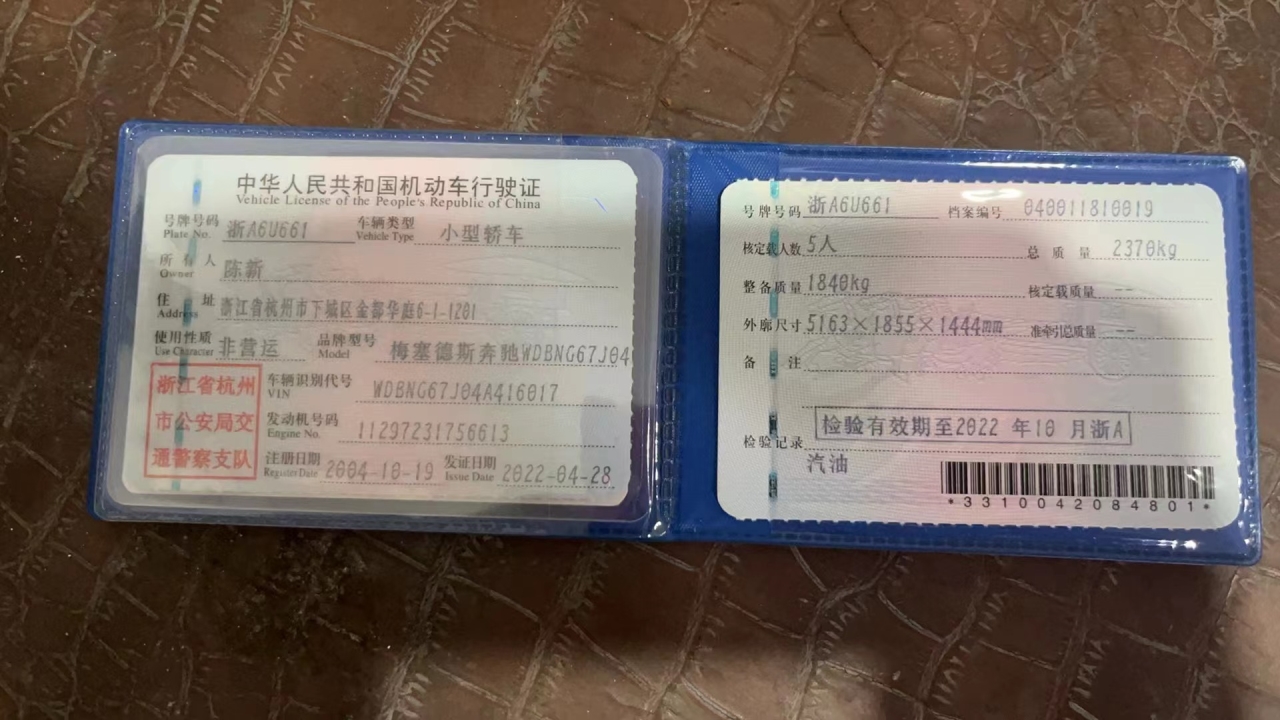 中华人民共和国机动车行驶证
Vehicle License of the People's Republic of China
号牌号码 浙A6U661 车辆类型 小型轿车
Plate No. Vehicle Type
所有人 陈新
Owner
住址 浙江省杭州市下城区金都华庭6-1-1201
Address
使用性质 非营运 品牌型号 梅塞德斯奔驰WDBNG67J04
Use Character Model
浙江省杭州
市公安局交
通警察支队
车辆识别代号 WDBNG67J04A416017
VIN
发动机号码 11297231756613
Engine No.
注册日期 2004-10-19 发证日期 2022-04-28
Register Date Issue Date
号牌号码 浙A6U661 档案编号 040011810019
核定载人数 5人 总质量 2370kg
整备质量 1840kg 核定载质量 --
外廓尺寸 5163×1855×1444mm 准牵引总质量 --
备注
检验记录 检验有效期至2022年10月浙A
汽油
*3310042084801*